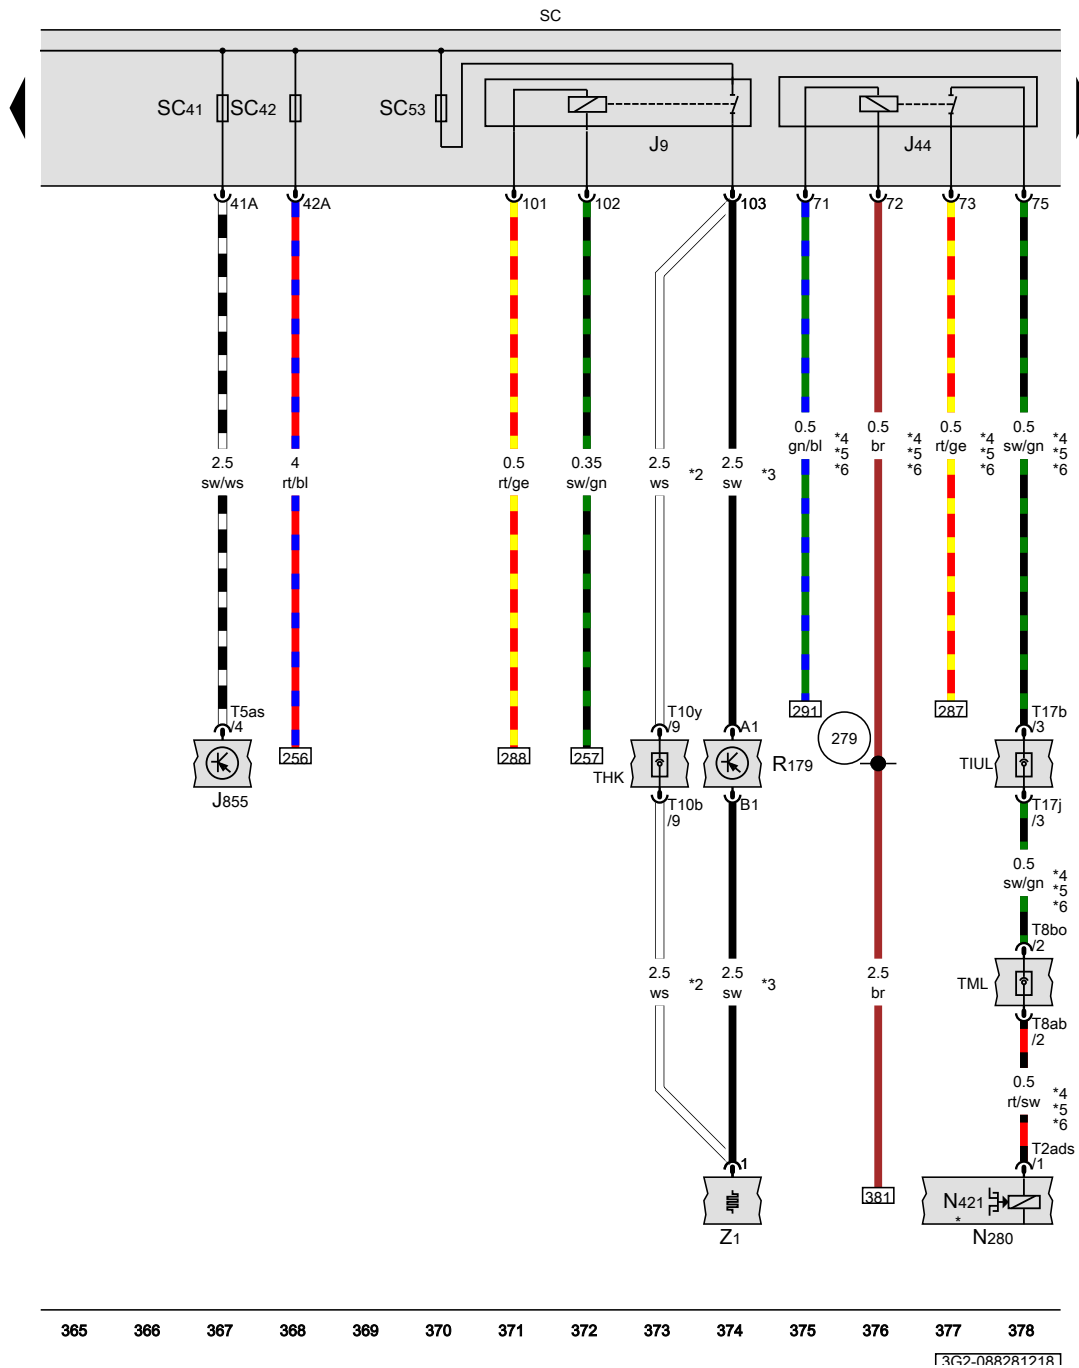 SC
SC41
SC42
SC53
J9
J44
41A
42A
101
102
103
71
72
73
75
0.5
gn/bl
*4
*5
*6
0.5
br
*4
*5
*6
0.5
rt/ge
*4
*5
*6
0.5
sw/gn
*4
*5
*6
2.5
sw/ws
4
rt/bl
0.5
rt/ge
0.35
sw/gn
2.5
ws
*2
2.5
sw
*3
T5as
/4
J855
256
288
257
T10y
/9
THK
T10b
/9
A1
R179
B1
291
279
287
T17b
/3
TIUL
T17j
/3
0.5
sw/gn
*4
*5
*6
T8bo
/2
TML
T8ab
/2
2.5
ws
*2
2.5
sw
*3
2.5
br
0.5
rt/sw
*4
*5
*6
T2ads
/1
1
Z1
381
N421
*
N280
365 366 367 368 369 370 371 372 373 374 375 376 377 378
3G2-088281218